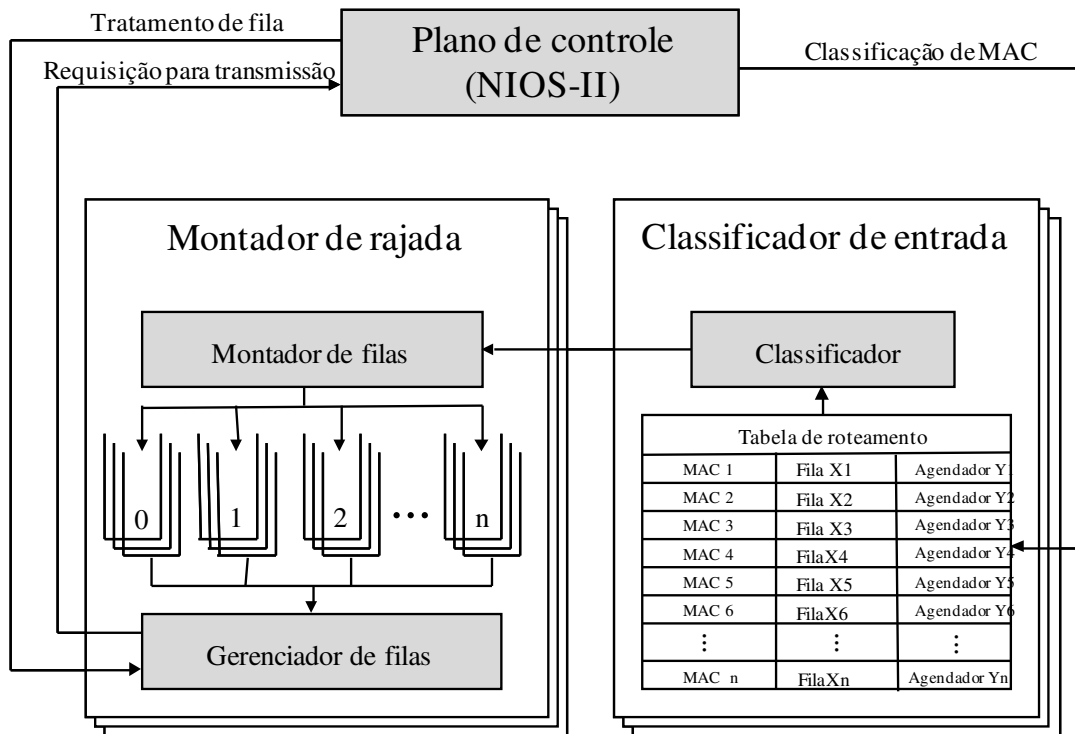 Tratamento de fila
Requisição para transmissão
Plano de controle
(NIOS-II)
Classificação de MAC
Montador de rajada
Montador de filas
0 1 2 ... n
Gerenciador de filas
Classificador de entrada
Classificador
Tabela de roteamento
MAC 1 Fila X1 Agendador Y1
MAC 2 Fila X2 Agendador Y2
MAC 3 Fila X3 Agendador Y3
MAC 4 FilaX4 Agendador Y4
MAC 5 Fila X5 Agendador Y5
MAC 6 FilaX6 Agendador Y6
⋮ ⋮ ⋮
MAC n FilaXn Agendador Yn